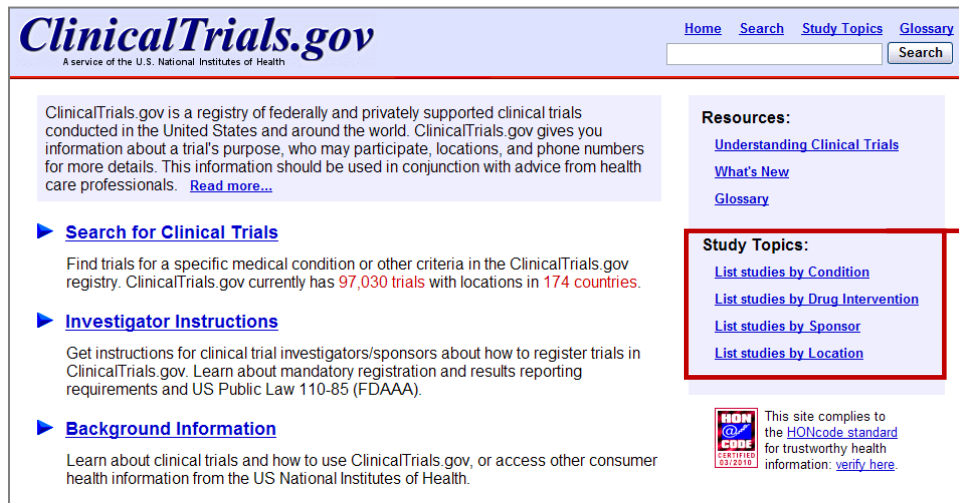 ClinicalTrials.gov
A service of the U.S. National Institutes of Health
Home Search Study Topics Glossary
Search
ClinicalTrials.gov is a registry of federally and privately supported clinical trials
conducted in the United States and around the world. ClinicalTrials.gov gives you
information about a trial's purpose, who may participate, locations, and phone numbers
for more details. This information should be used in conjunction with advice from health
care professionals. Read more...
Search for Clinical Trials
Find trials for a specific medical condition or other criteria in the ClinicalTrials.gov
registry. ClinicalTrials.gov currently has 97,030 trials with locations in 174 countries.
Investigator Instructions
Get instructions for clinical trial investigators/sponsors about how to register trials in
ClinicalTrials.gov. Learn about mandatory registration and results reporting
requirements and US Public Law 110-85 (FDAAA).
Background Information
Learn about clinical trials and how to use ClinicalTrials.gov, or access other consumer
health information from the US National Institutes of Health.
Resources:
Understanding Clinical Trials
What's New
Glossary
Study Topics:
List studies by Condition
List studies by Drug Intervention
List studies by Sponsor
List studies by Location
HON
@
CODE
CERTIFIED
03/2010
This site complies to
the HONcode standard
for trustworthy health
information: verify here.